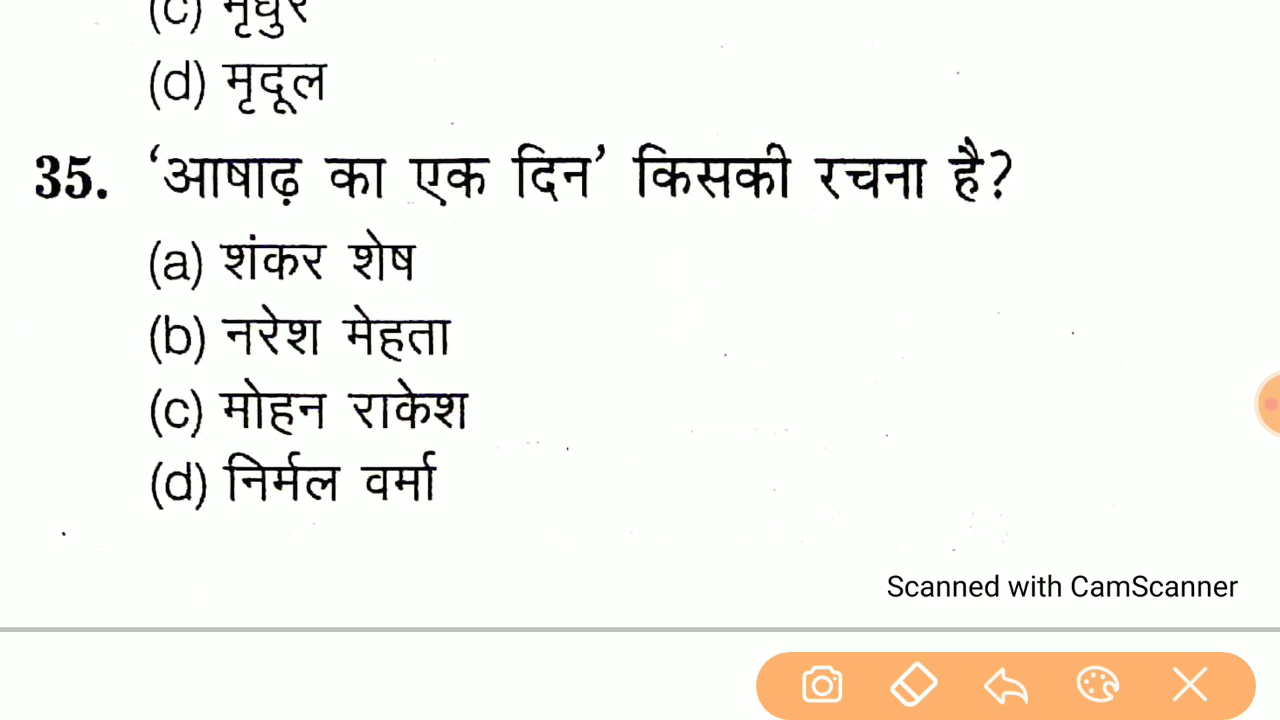 (c) मृधुर
(d) मृदूल
35. ‘आषाढ़ का एक दिन’ किसकी रचना है?
(a) शंकर शेष
(b) नरेश मेहता
(c) मोहन राकेश
(d) निर्मल वर्मा
Scanned with CamScanner